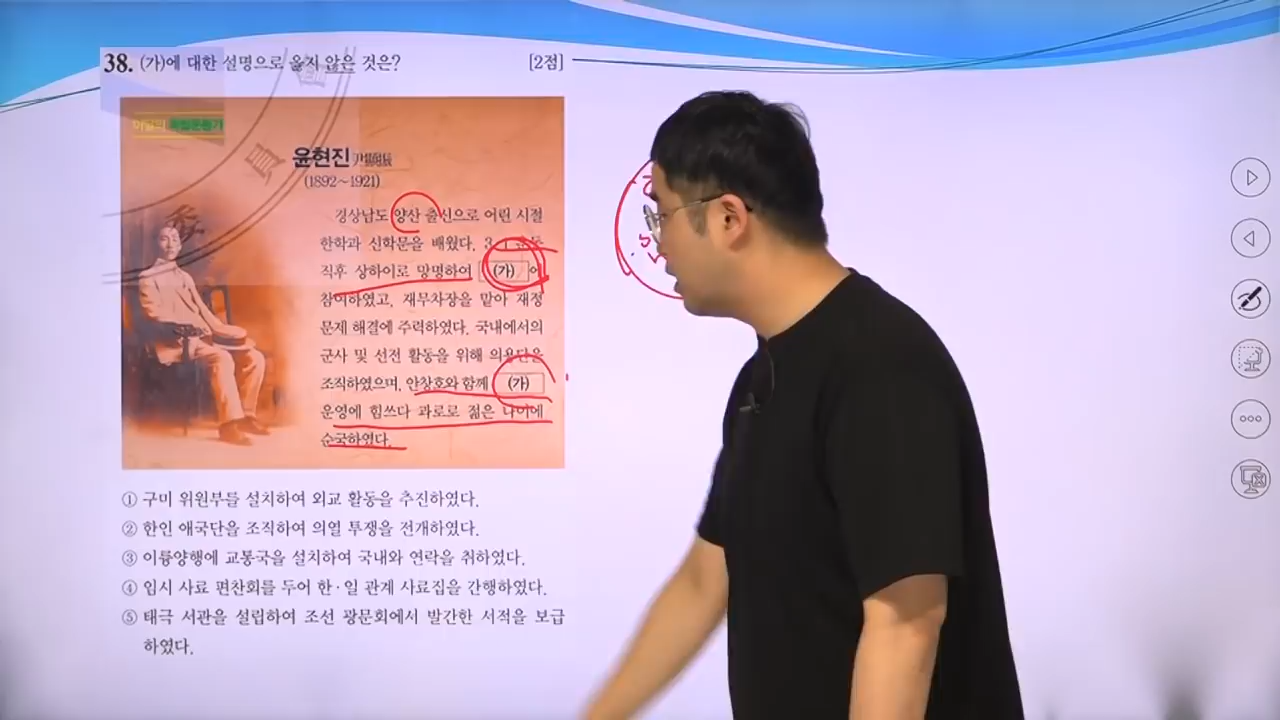 38. (가)에 대한 설명으로 옳지 않은 것은? [2점]
이달의 독립운동가
윤현진
(1892～1921)
경상남도 양산 출신으로 어린 시절
한학과 신학문을 배웠다. 3·1 운동
직후 상하이로 망명하여 (가) 에
참여하였고, 재무차장을 맡아 재정
문제 해결에 주력하였다. 국내에서의
군사 및 선전 활동을 위해 의용단을
조직하였으며, 안창호와 함께 (가)
운영에 힘쓰다 과로로 젊은 나이에
순국하였다.
① 구미 위원부를 설치하여 외교 활동을 추진하였다.
② 한인 애국단을 조직하여 의열 투쟁을 전개하였다.
③ 이륭양행에 교통국을 설치하여 국내와 연락을 취하였다.
④ 임시 사료 편찬회를 두어 한·일 관계 사료집을 간행하였다.
⑤ 태극 서관을 설립하여 조선 광문회에서 발간한 서적을 보급
하였다.